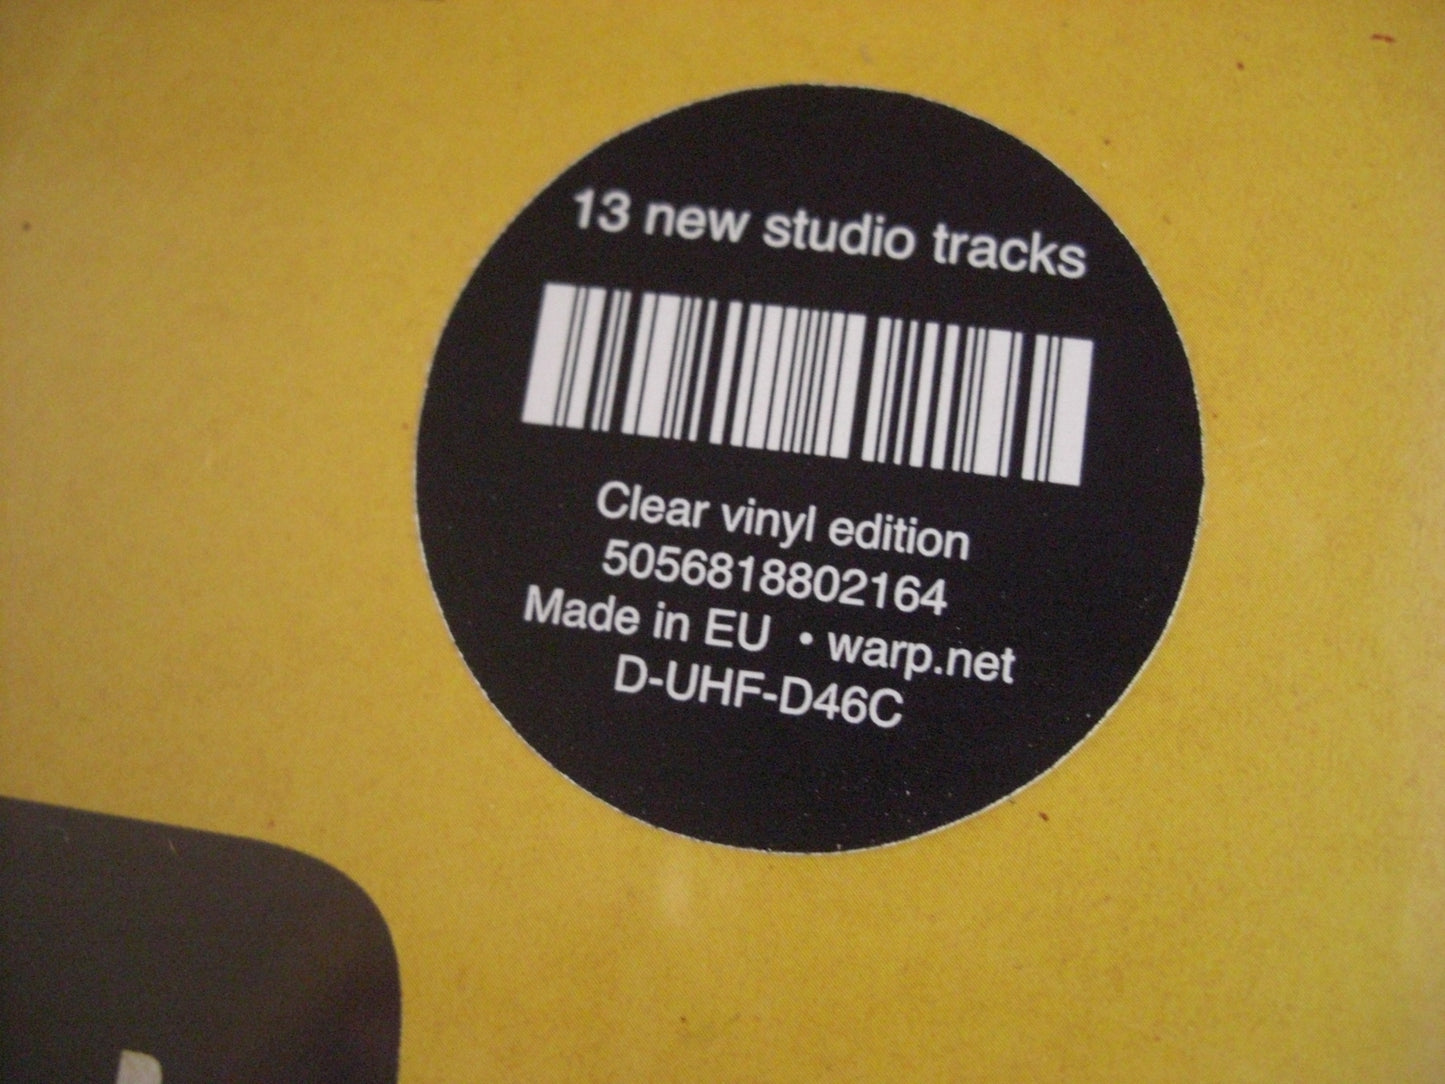 13 new studio tracks
Clear vinyl edition
5056818802164
Made in EU • warp.net
D-UHF-D46C